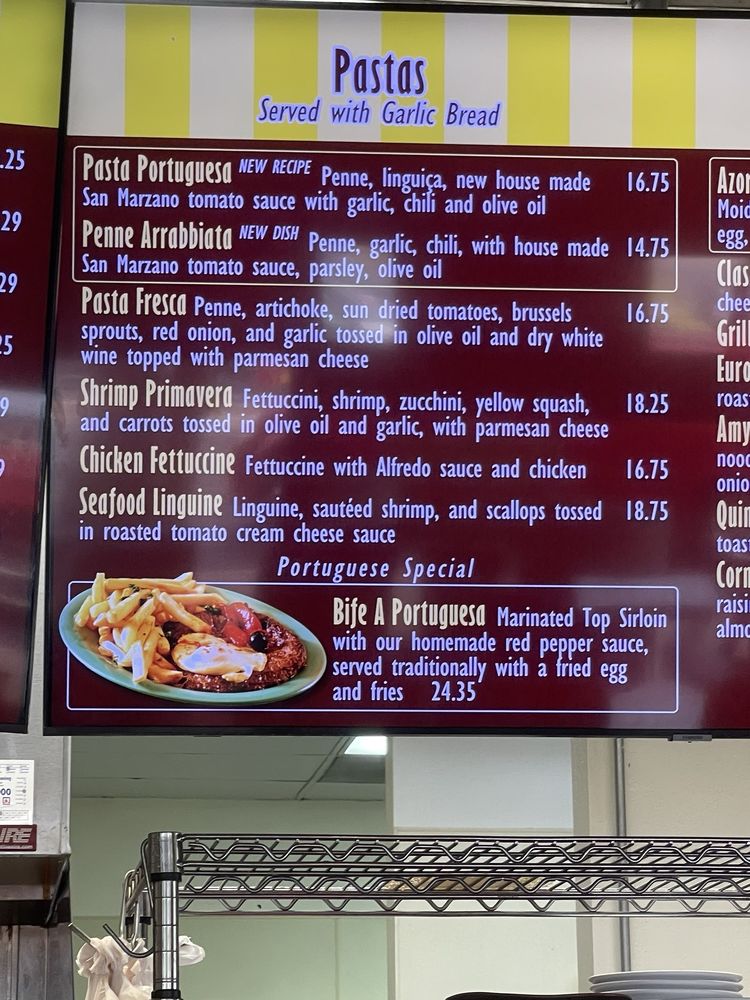 Pastas
Served with Garlic Bread
Pasta Portuguesa NEW RECIPE Penne, linguiça, new house made 16.75
San Marzano tomato sauce with garlic, chili and olive oil
Penne Arrabbiata NEW DISH Penne, garlic, chili, with house made 14.75
San Marzano tomato sauce, parsley, olive oil
Pasta Fresca Penne, artichoke, sun dried tomatoes, brussels 16.75
sprouts, red onion, and garlic tossed in olive oil and dry white
wine topped with parmesan cheese
Shrimp Primavera Fettuccini, shrimp, zucchini, yellow squash, 18.25
and carrots tossed in olive oil and garlic, with parmesan cheese
Chicken Fettuccine Fettuccine with Alfredo sauce and chicken 16.75
Seafood Linguine Linguine, sautéed shrimp, and scallops tossed 18.75
in roasted tomato cream cheese sauce
Portuguese Special
Bife A Portuguesa Marinated Top Sirloin
with our homemade red pepper sauce,
served traditionally with a fried egg
and fries 24.35
.25
.29
egg,
Amy